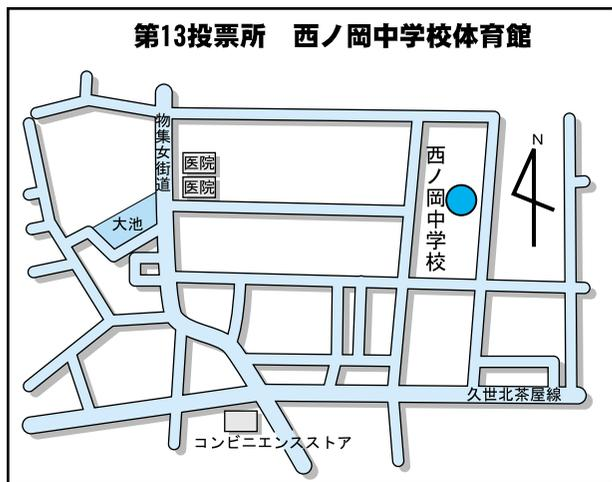 第13投票所　西ノ岡中学校体育館
物集女街道
医院
医院
大池
西ノ岡中学校
N
久世北茶屋線
コンビニエンスストア